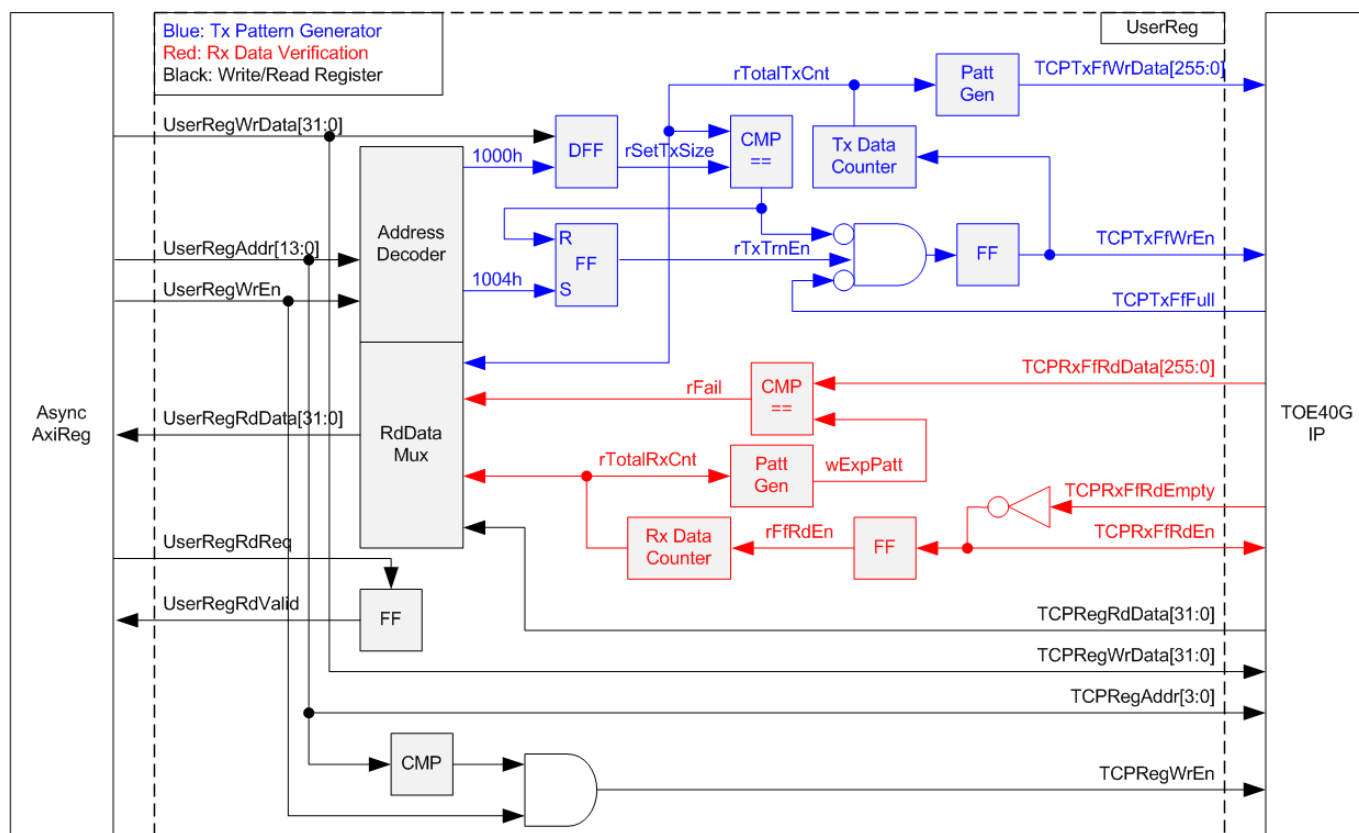 Blue: Tx Pattern Generator
Red: Rx Data Verification
Black: Write/Read Register
UserReg
rTotalTxCnt
Patt
Gen
TCPTxFfWrData[255:0]
UserRegWrData[31:0]
DFF
rSetTxSize
CMP
==
Tx Data
Counter
1000h
Address
Decoder
UserRegAddr[13:0]
R
FF
S
rTxTrnEn
FF
TCPTxFfWrEn
1004h
UserRegWrEn
TCPTxFfFull
TCPRxFfRdData[255:0]
rFail
CMP
==
Async
AxiReg
UserRegRdData[31:0]
RdData
Mux
TOE40G
IP
rTotalRxCnt
Patt
Gen
wExpPatt
TCPRxFfRdEmpty
Rx Data
Counter
rFfRdEn
FF
TCPRxFfRdEn
UserRegRdReq
UserRegRdValid
FF
TCPRegRdData[31:0]
TCPRegWrData[31:0]
TCPRegAddr[3:0]
CMP
TCPRegWrEn